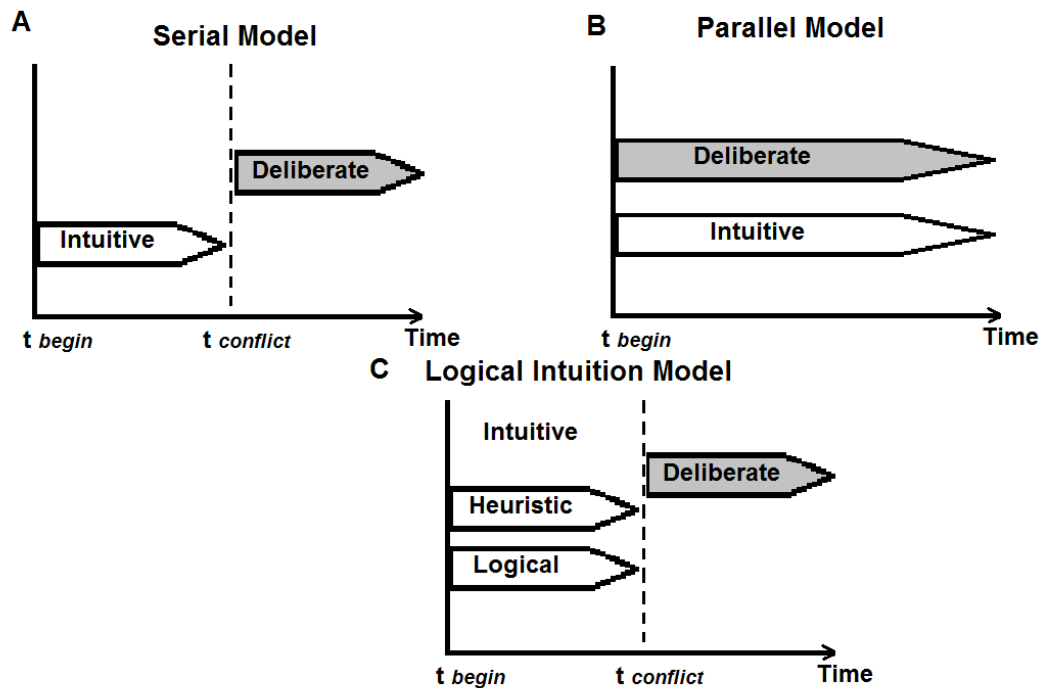 A
Serial Model
Deliberate
Intuitive
t begin
t conflict
Time
B
Parallel Model
Deliberate
Intuitive
t begin
Time
C
Logical Intuition Model
Intuitive
Deliberate
Heuristic
Logical
t begin
t conflict
Time